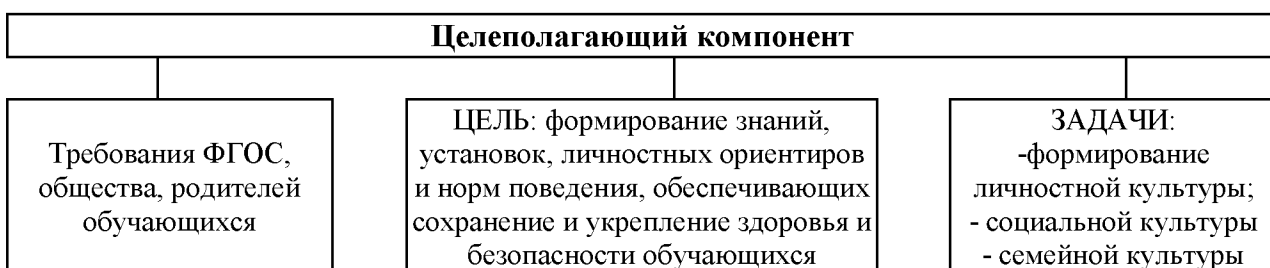 Целеполагающий компонент
Требования ФГОС,
общества, родителей
обучающихся
ЦЕЛЬ: формирование знаний,
установок, личностных ориентиров
и норм поведения, обеспечивающих
сохранение и укрепление здоровья и
безопасности обучающихся
ЗАДАЧИ:
-формирование
личностной культуры;
- социальной культуры
- семейной культуры